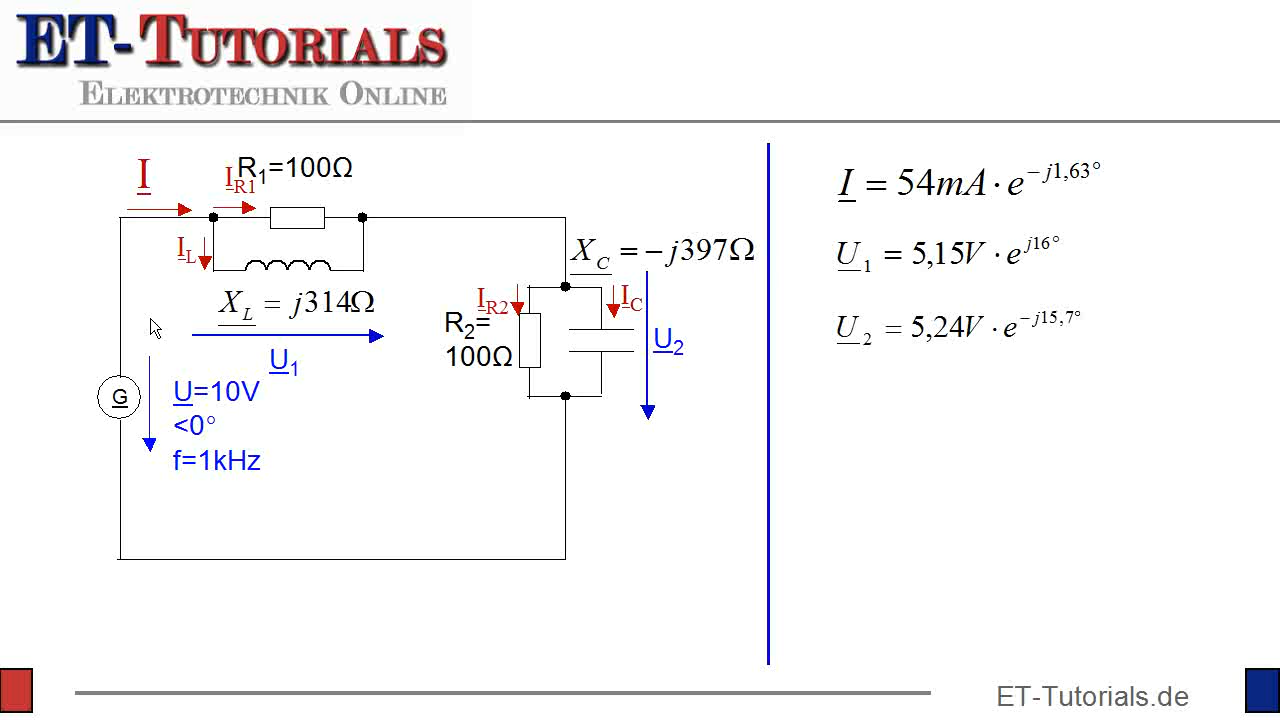 ET-TUTORIALS
ELEKTROTECHNIK ONLINE
I
I_R1
R₁=100Ω
I_L
X_L = j314Ω
U₁
G
U=10V
<0°
f=1kHz
X_C = −j397Ω
I_R2
I_C
R₂=
100Ω
U₂
I = 54mA · e^(−j1,63°)
U₁ = 5,15V · e^(j16°)
U₂ = 5,24V · e^(−j15,7°)
ET-Tutorials.de